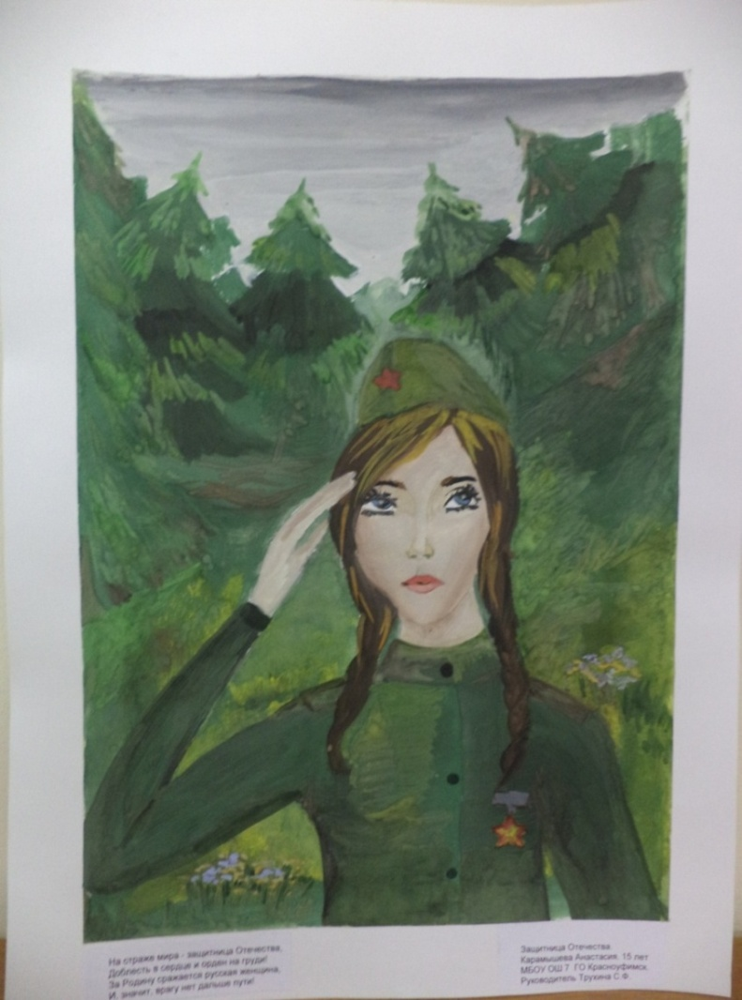 На страже мира - защитница Отечества,
Доблесть в сердце и орден на груди!
За Родину сражается русская женщина,
И, значит, врагу нет дальше пути!
Защитница Отечества.
Карамышева Анастасия. 15 лет
МБОУ ОШ 7 ГО Красноуфимск.
Руководитель Трухина С.Ф.